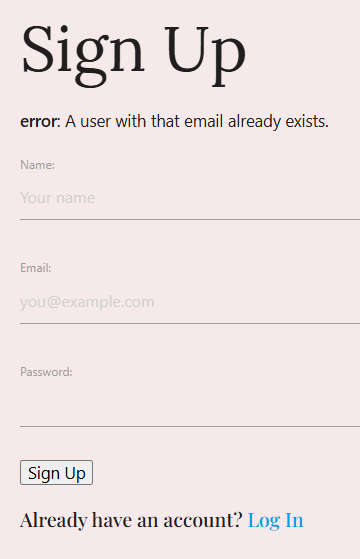 Sign Up
error: A user with that email already exists.
Name:
Your name
Email:
you@example.com
Password:
Sign Up
Already have an account? Log In